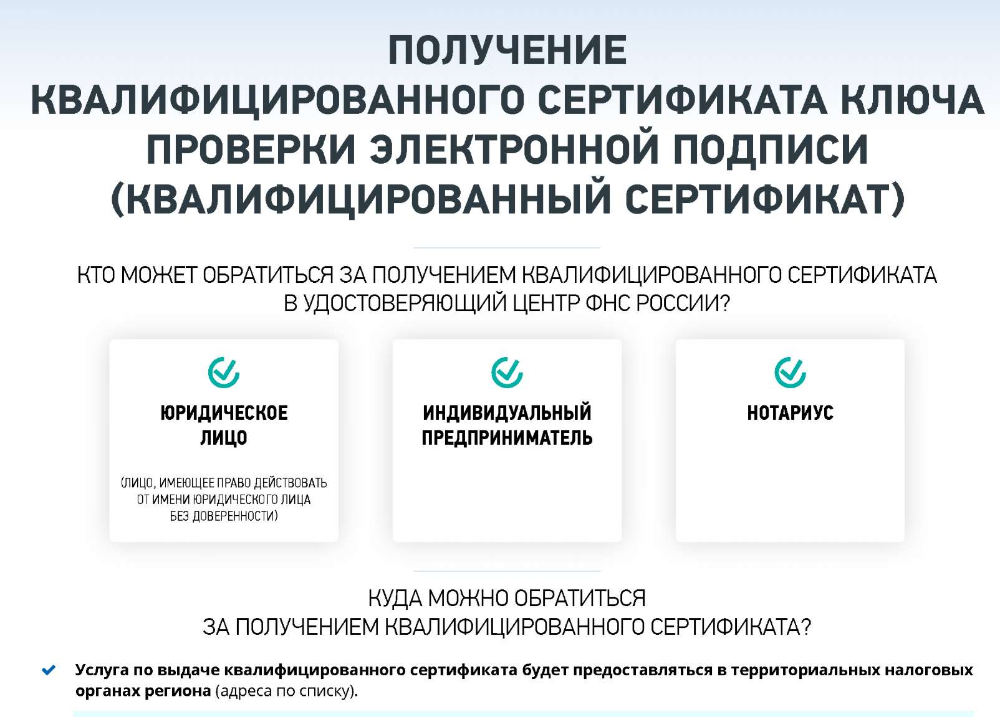 ПОЛУЧЕНИЕ
КВАЛИФИЦИРОВАННОГО СЕРТИФИКАТА КЛЮЧА
ПРОВЕРКИ ЭЛЕКТРОННОЙ ПОДПИСИ
(КВАЛИФИЦИРОВАННЫЙ СЕРТИФИКАТ)
КТО МОЖЕТ ОБРАТИТЬСЯ ЗА ПОЛУЧЕНИЕМ КВАЛИФИЦИРОВАННОГО СЕРТИФИКАТА
В УДОСТОВЕРЯЮЩИЙ ЦЕНТР ФНС РОССИИ?
ЮРИДИЧЕСКОЕ
ЛИЦО
(ЛИЦО, ИМЕЮЩЕЕ ПРАВО ДЕЙСТВОВАТЬ
ОТ ИМЕНИ ЮРИДИЧЕСКОГО ЛИЦА
БЕЗ ДОВЕРЕННОСТИ)
ИНДИВИДУАЛЬНЫЙ
ПРЕДПРИНИМАТЕЛЬ
НОТАРИУС
КУДА МОЖНО ОБРАТИТЬСЯ
ЗА ПОЛУЧЕНИЕМ КВАЛИФИЦИРОВАННОГО СЕРТИФИКАТА?
Услуга по выдаче квалифицированного сертификата будет предоставляться в территориальных налоговых
органах региона (адреса по списку).